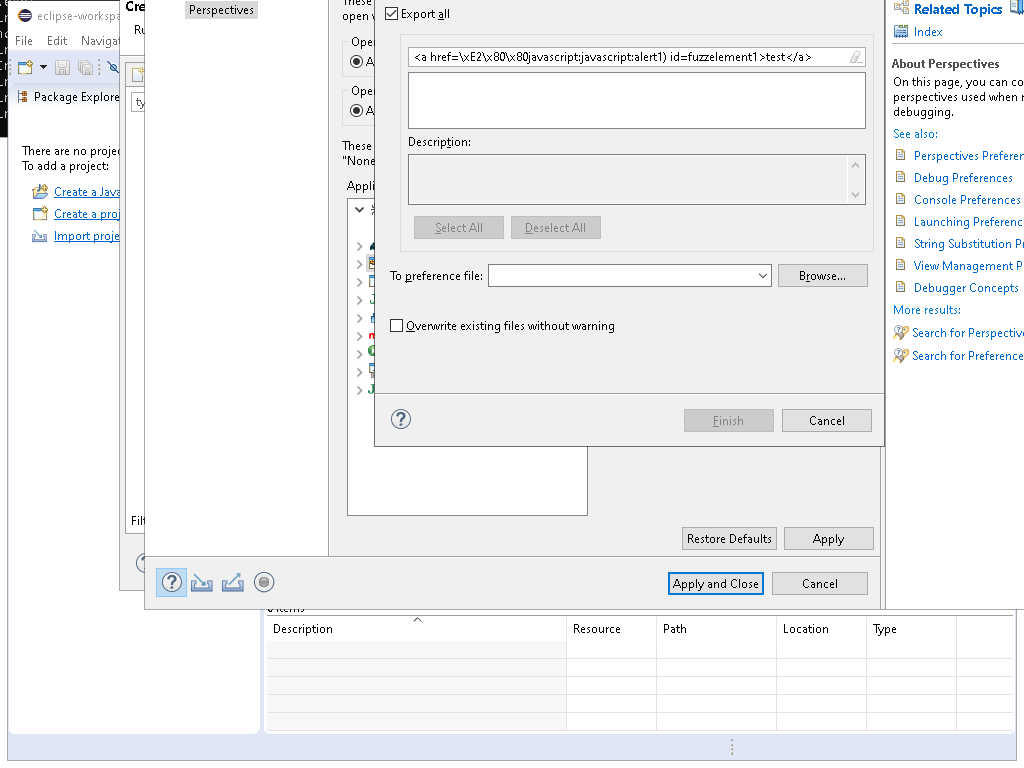 eclipse-workspa
File Edit Navigat
Package Explore
There are no projec
To add a project:
Create a Java
Create a proj
Import proje
Cre
Ru
ty
Filt
Perspectives
These
open v
Oper
A
Oper
A
These
"None
Appli
Export all
<a href=\xE2\x80\x80javascript:javascript:alert1) id=fuzzelement1>test</a>
Description:
Select All
Deselect All
To preference file:
Browse...
Overwrite existing files without warning
Finish
Cancel
Restore Defaults
Apply
Apply and Close
Cancel
Related Topics
Index
About Perspectives
On this page, you can co
perspectives used when r
debugging.
See also:
Perspectives Preferen
Debug Preferences
Console Preferences
Launching Preferenc
String Substitution Pr
View Management P
Debugger Concepts
More results:
Search for Perspective
Search for Preference
Description Resource Path Location Type